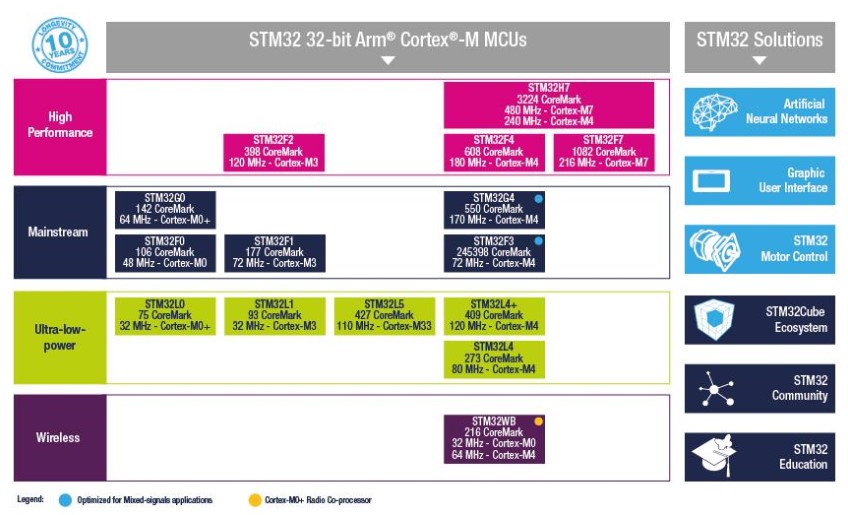 LONGEVITY
10
YEARS
COMMITMENT
STM32 32-bit Arm® Cortex®-M MCUs
STM32 Solutions
High
Performance
STM32H7
3224 CoreMark
480 MHz - Cortex-M7
240 MHz - Cortex-M4
STM32F2
398 CoreMark
120 MHz - Cortex-M3
STM32F4
608 CoreMark
180 MHz - Cortex-M4
STM32F7
1082 CoreMark
216 MHz - Cortex-M7
Mainstream
STM32G0
142 CoreMark
64 MHz - Cortex-M0+
STM32G4
550 CoreMark
170 MHz - Cortex-M4
STM32F0
106 CoreMark
48 MHz - Cortex-M0
STM32F1
177 CoreMark
72 MHz - Cortex-M3
STM32F3
245398 CoreMark
72 MHz - Cortex-M4
Ultra-low-
power
STM32L0
75 CoreMark
32 MHz - Cortex-M0+
STM32L1
93 CoreMark
32 MHz - Cortex-M3
STM32L5
427 CoreMark
110 MHz - Cortex-M33
STM32L4+
409 CoreMark
120 MHz - Cortex-M4
STM32L4
273 CoreMark
80 MHz - Cortex-M4
Wireless
STM32WB
216 CoreMark
32 MHz - Cortex-M0
64 MHz - Cortex-M4
Artificial
Neural Networks
Graphic
User Interface
STM32
Motor Control
STM32Cube
Ecosystem
STM32
Community
STM32
Education
Legend:
Optimized for Mixed-signals applications
Cortex-M0+ Radio Co-processor